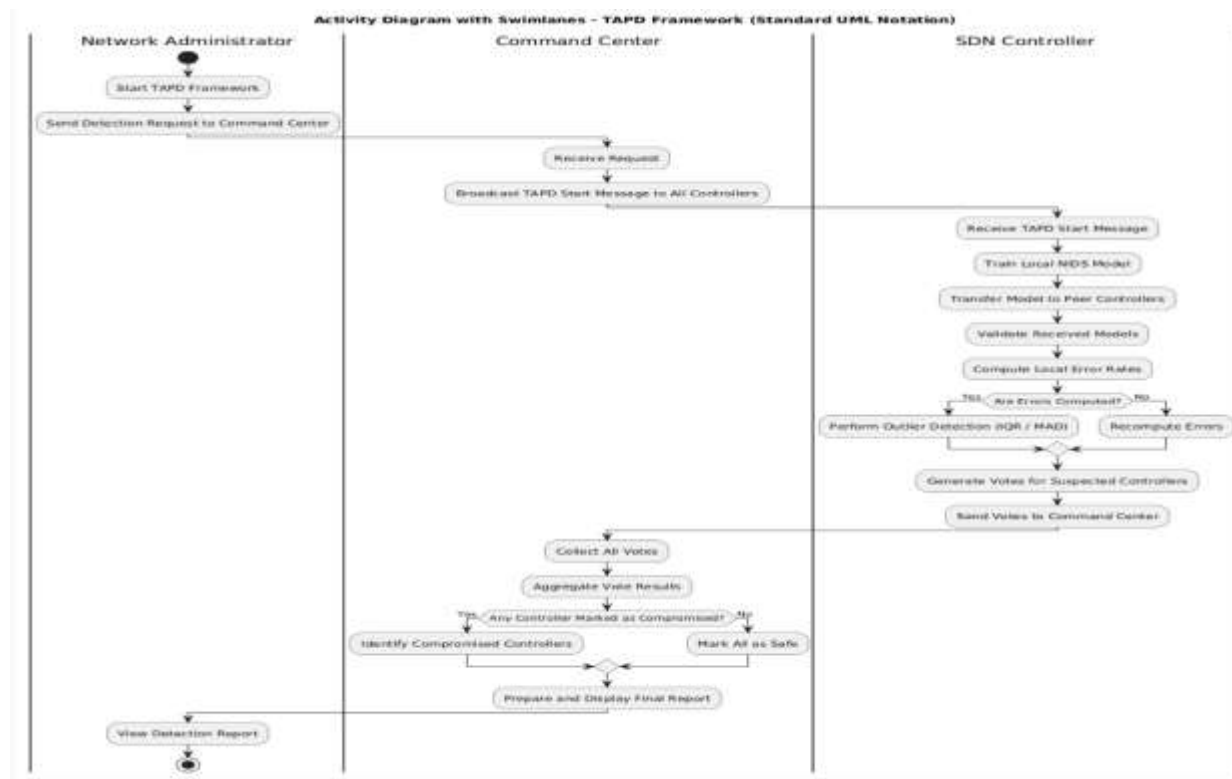 Activity Diagram with Swimlanes - TAPD Framework (Standard UML Notation)
Network Administrator
Command Center
SDN Controller
Start TAPD Framework
Send Detection Request to Command Center
Receive Request
Broadcast TAPD Start Message to All Controllers
Receive TAPD Start Message
Train Local NIDS Model
Transfer Model to Peer Controllers
Validate Received Models
Compute Local Error Rates
Yes
Are Errors Computed?
No
Perform Outlier Detection (IQR / MAD)
Recompute Errors
Generate Votes for Suspected Controllers
Send Votes to Command Center
Collect All Votes
Aggregate Vote Results
Yes
Any Controller Marked as Compromised?
No
Identify Compromised Controllers
Mark All as Safe
Prepare and Display Final Report
View Detection Report